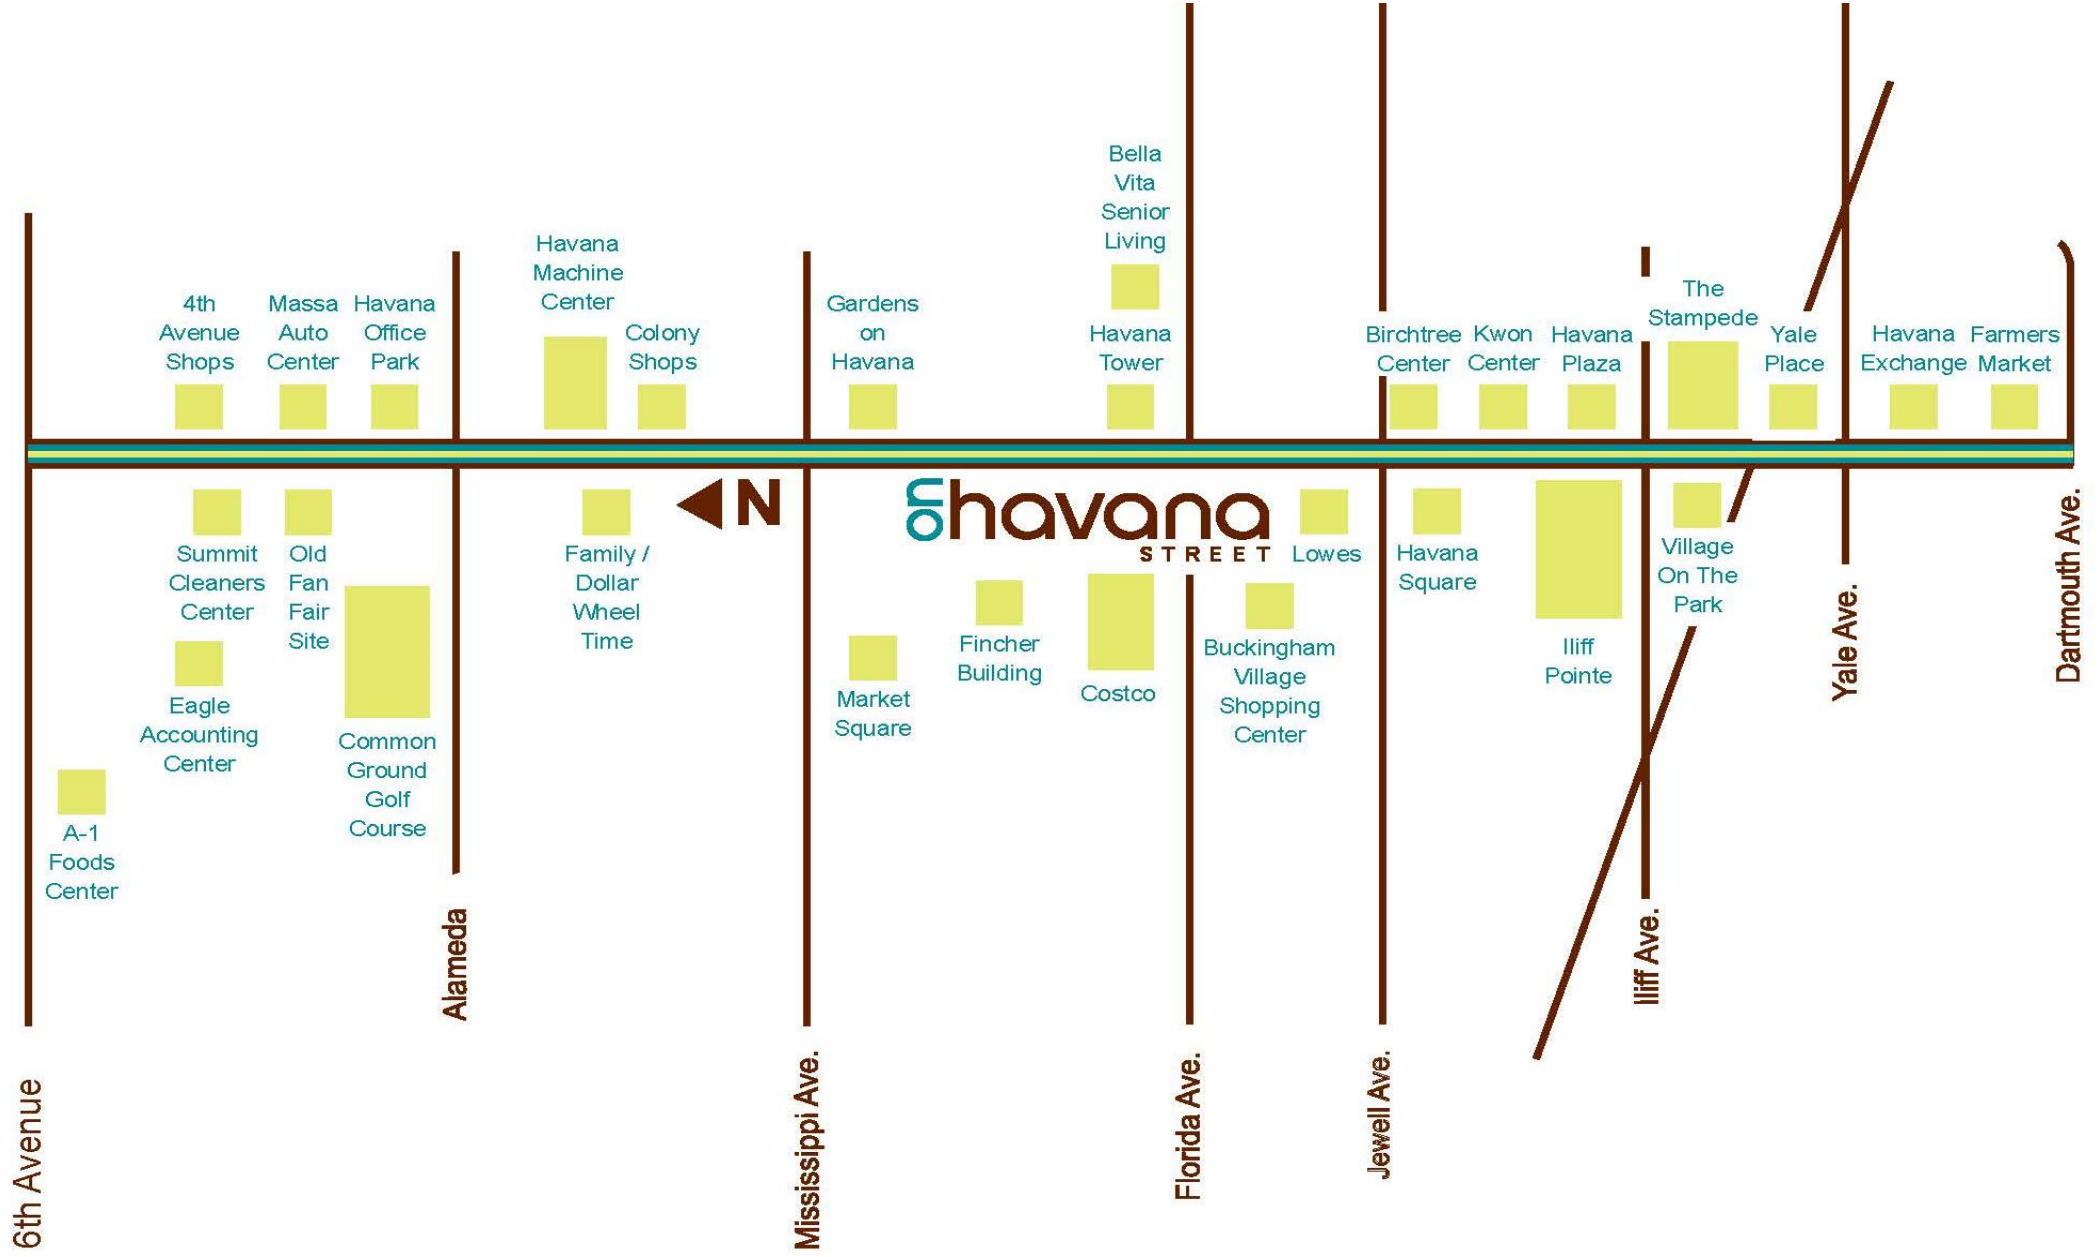 Bella
Vita
Senior
Living
Havana
Machine
Center
4th
Avenue
Shops
Massa
Auto
Center
Havana
Office
Park
Colony
Shops
Gardens
on
Havana
Havana
Tower
Birchtree
Center
Kwon
Center
Havana
Plaza
The
Stampede
Yale
Place
Havana
Exchange
Farmers
Market
N
on havana
STREET
Summit
Cleaners
Center
Old
Fan
Fair
Site
Family /
Dollar
Wheel
Time
Lowes
Havana
Square
Village
On The
Park
Eagle
Accounting
Center
Common
Ground
Golf
Course
A-1
Foods
Center
Market
Square
Fincher
Building
Costco
Buckingham
Village
Shopping
Center
Iliff
Pointe
6th Avenue
Alameda
Mississippi Ave.
Florida Ave.
Jewell Ave.
Iliff Ave.
Yale Ave.
Dartmouth Ave.